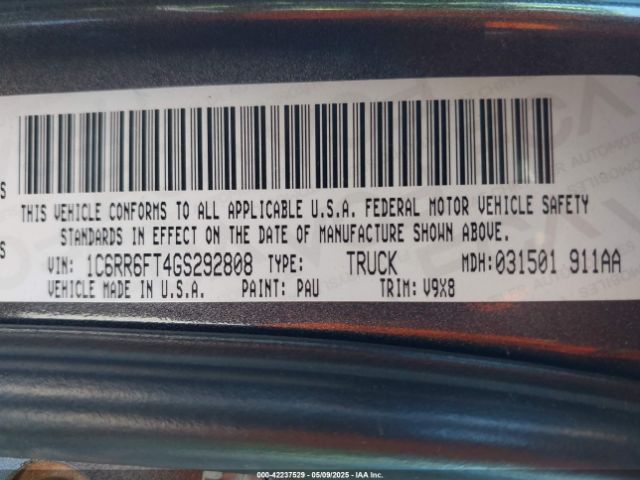 THIS VEHICLE CONFORMS TO ALL APPLICABLE U.S.A. FEDERAL MOTOR VEHICLE SAFETY
STANDARDS IN EFFECT ON THE DATE OF MANUFACTURE SHOWN ABOVE.
VIN: 1C6RR6FT4GS292808 TYPE: TRUCK MDH: 031501 911AA
VEHICLE MADE IN U.S.A. PAINT: PAU TRIM: V9X8
000-42237529 - 05/09/2025 - IAA Inc.